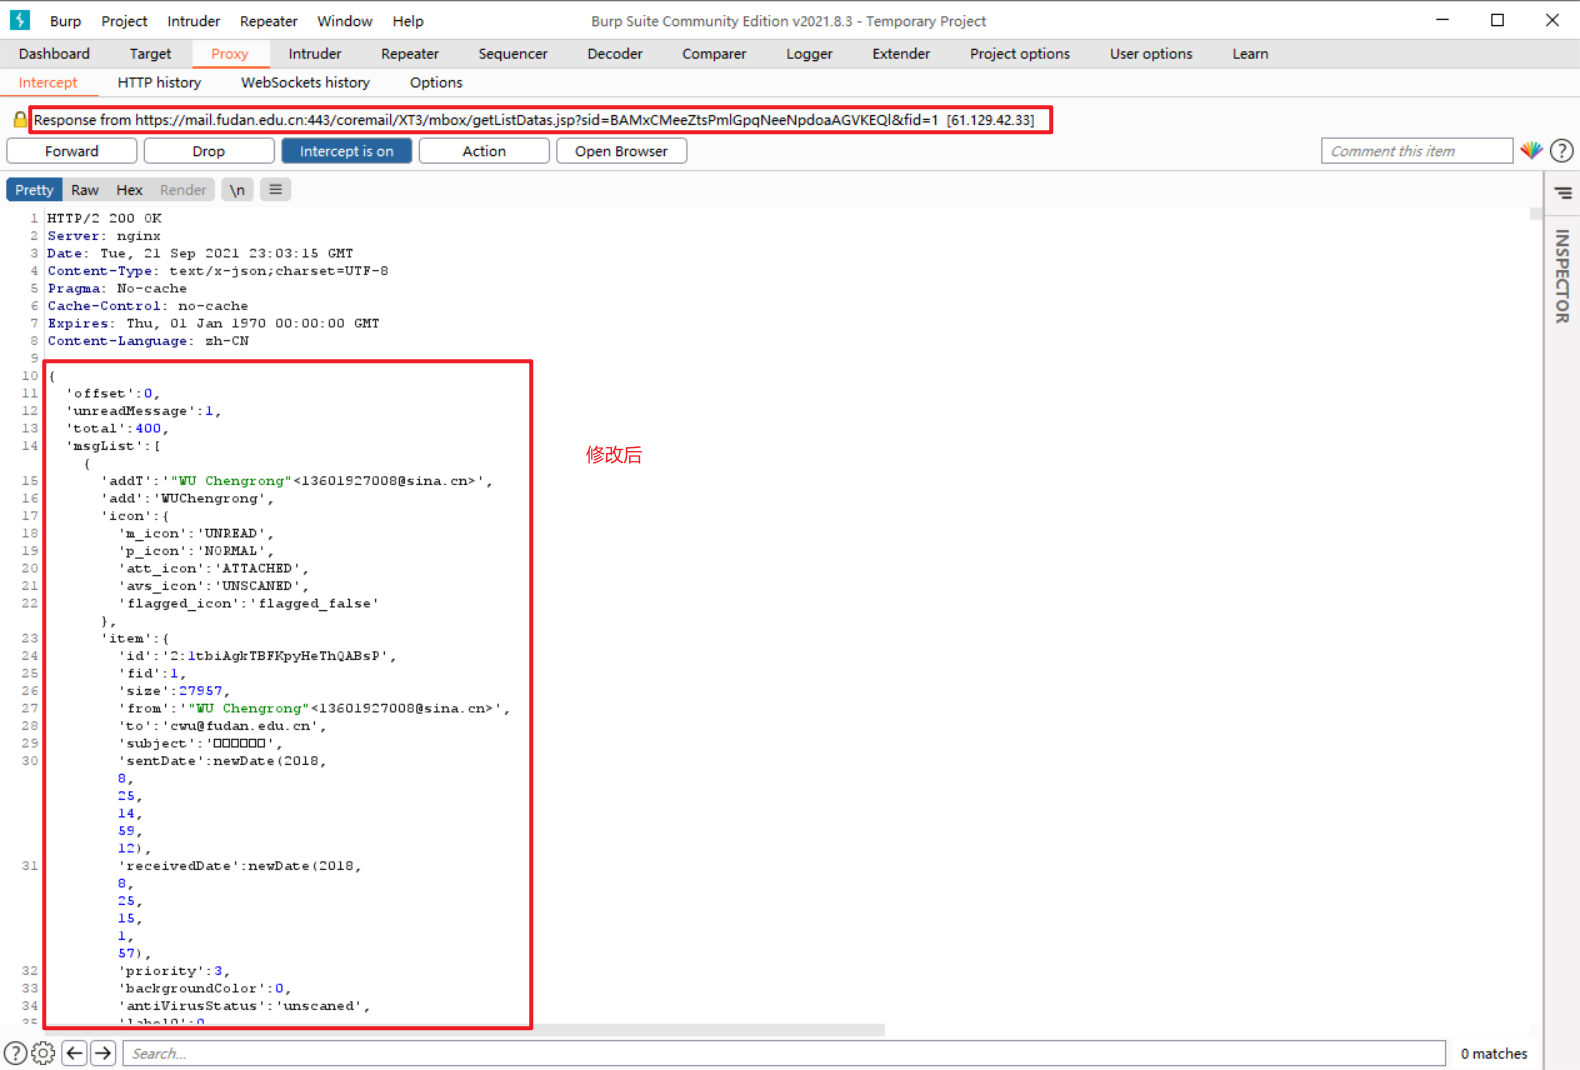 Burp Project Intruder Repeater Window Help Burp Suite Community Edition v2021.8.3 - Temporary Project
Dashboard Target Proxy Intruder Repeater Sequencer Decoder Comparer Logger Extender Project options User options Learn
Intercept HTTP history WebSockets history Options
Response from https://mail.fudan.edu.cn:443/coremail/XT3/mbox/getListDatas.jsp?sid=BAMxCMeeZtsPmlGpqNeeNpdoaAGVKEQl&fid=1 [61.129.42.33]
Forward Drop Intercept is on Action Open Browser Comment this item
Pretty Raw Hex Render \n
1 HTTP/2 200 OK
2 Server: nginx
3 Date: Tue, 21 Sep 2021 23:03:15 GMT
4 Content-Type: text/x-json;charset=UTF-8
5 Pragma: No-cache
6 Cache-Control: no-cache
7 Expires: Thu, 01 Jan 1970 00:00:00 GMT
8 Content-Language: zh-CN
9
10 {
11 'offset':0,
12 'unreadMessage':1,
13 'total':400,
14 'msgList':[
{
修改后
15 'addT':'"WU Chengrong"<13601927008@sina.cn>',
16 'add':'WUChengrong',
17 'icon':{
18 'm_icon':'UNREAD',
19 'p_icon':'NORMAL',
20 'att_icon':'ATTACHED',
21 'avs_icon':'UNSCANED',
22 'flagged_icon':'flagged_false'
},
23 'item':{
24 'id':'2:1tbiAgkTBFKpyHeThQABsP',
25 'fid':1,
26 'size':27957,
27 'from':'"WU Chengrong"<13601927008@sina.cn>',
28 'to':'cwu@fudan.edu.cn',
29 'subject':'□□□□□□',
30 'sentDate':newDate(2018,
8,
25,
14,
59,
12),
31 'receivedDate':newDate(2018,
8,
25,
15,
1,
57),
32 'priority':3,
33 'backgroundColor':0,
34 'antiVirusStatus':'unscaned',
35 'label0':0
INSPECTOR
Search... 0 matches